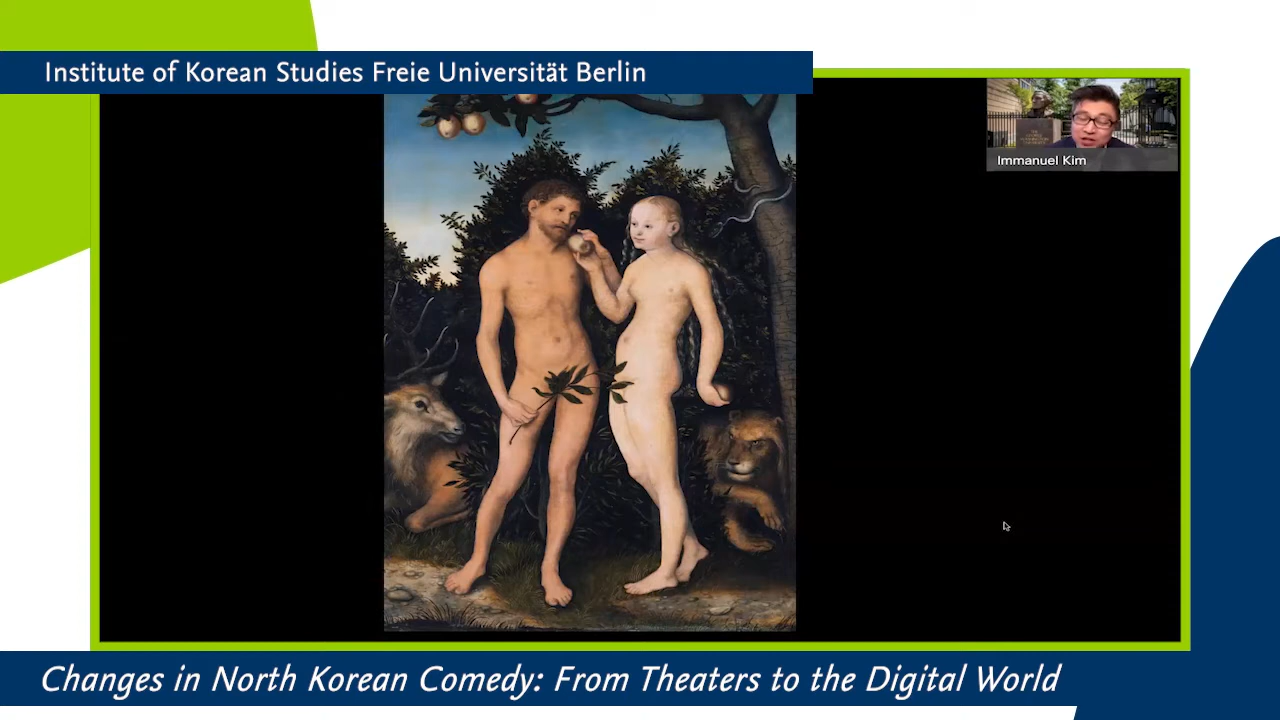 Institute of Korean Studies Freie Universität Berlin
Immanuel Kim
Changes in North Korean Comedy: From Theaters to the Digital World